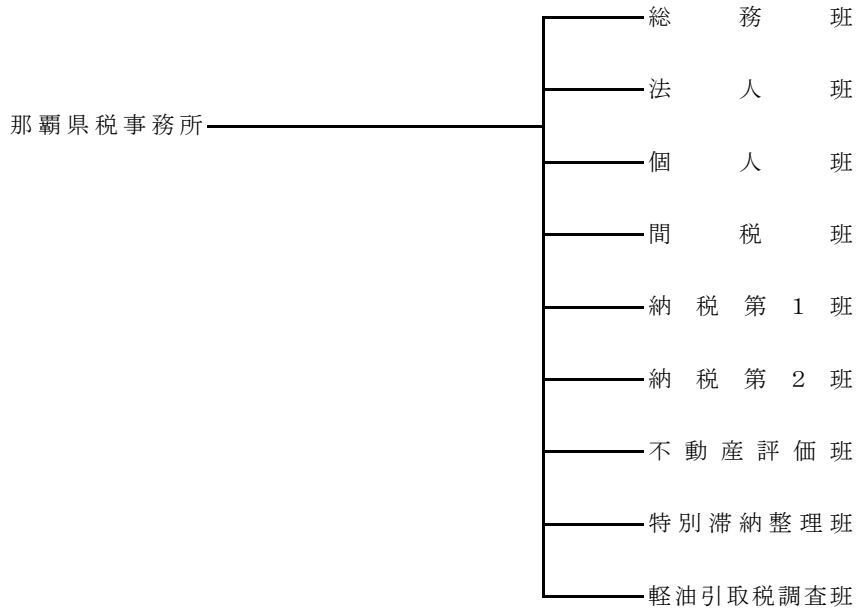 総務班
法人班
那覇県税事務所
個人班
間税班
納税第1班
納税第2班
不動産評価班
特別滞納整理班
軽油引取税調査班